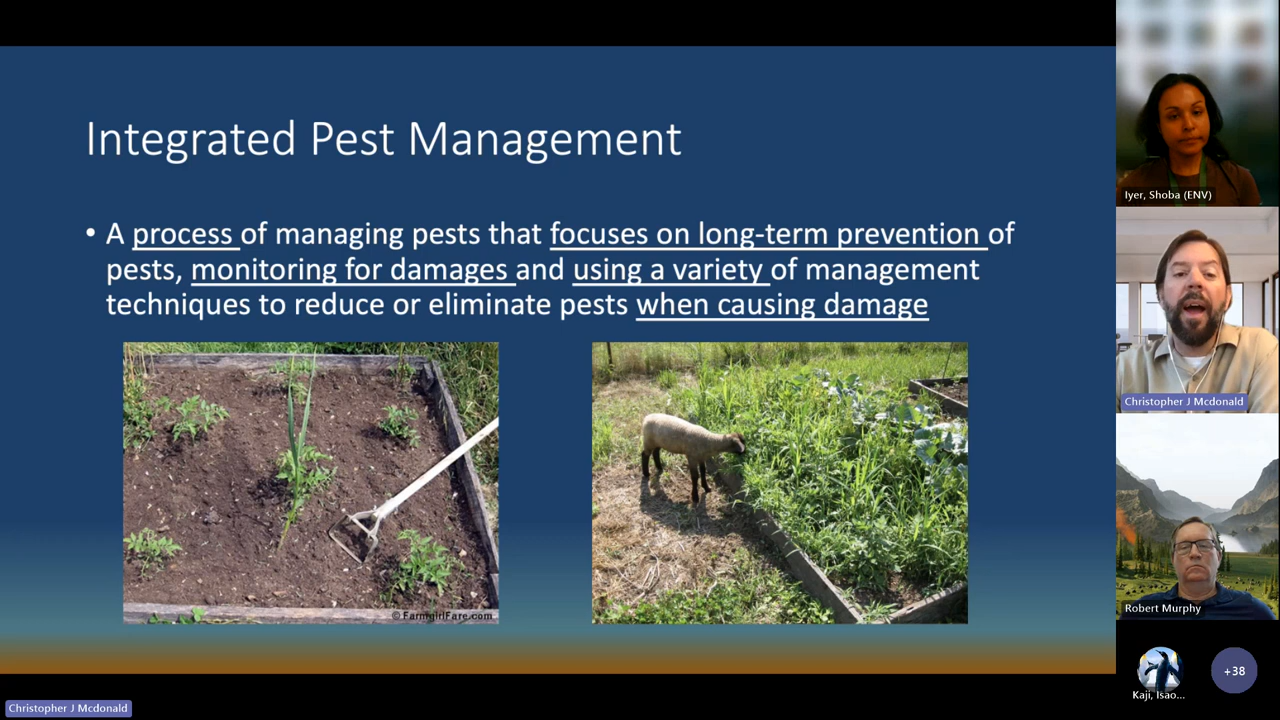 Integrated Pest Management
• A process of managing pests that focuses on long-term prevention of
pests, monitoring for damages and using a variety of management
techniques to reduce or eliminate pests when causing damage
© FarmgirlFare.com
Iyer, Shoba (ENV)
Christopher J Mcdonald
Robert Murphy
Kaji, Isao...
+38
Christopher J Mcdonald